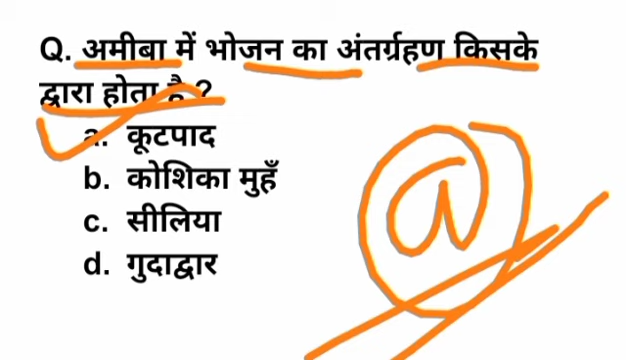 Q. अमीबा में भोजन का अंतर्ग्रहण किसके
द्वारा होता है ?
a. कूटपाद
b. कोशिका मुहँ
c. सीलिया
d. गुदाद्वार
a